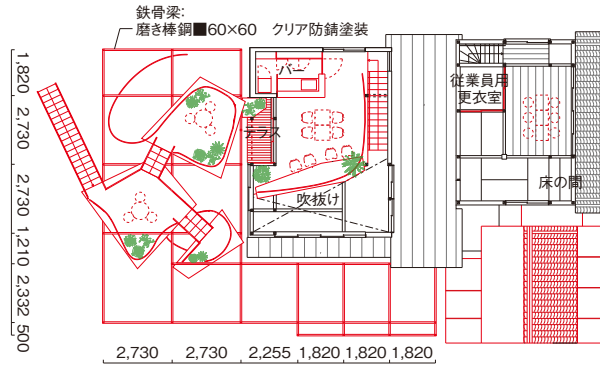 鉄骨梁:
磨き棒鋼■60×60　クリア防錆塗装
バー
従業員用
更衣室
テラス
床の間
吹抜け
1,820
2,730
2,730
1,210
2,332
500
2,730
2,730
2,255
1,820
1,820
1,820